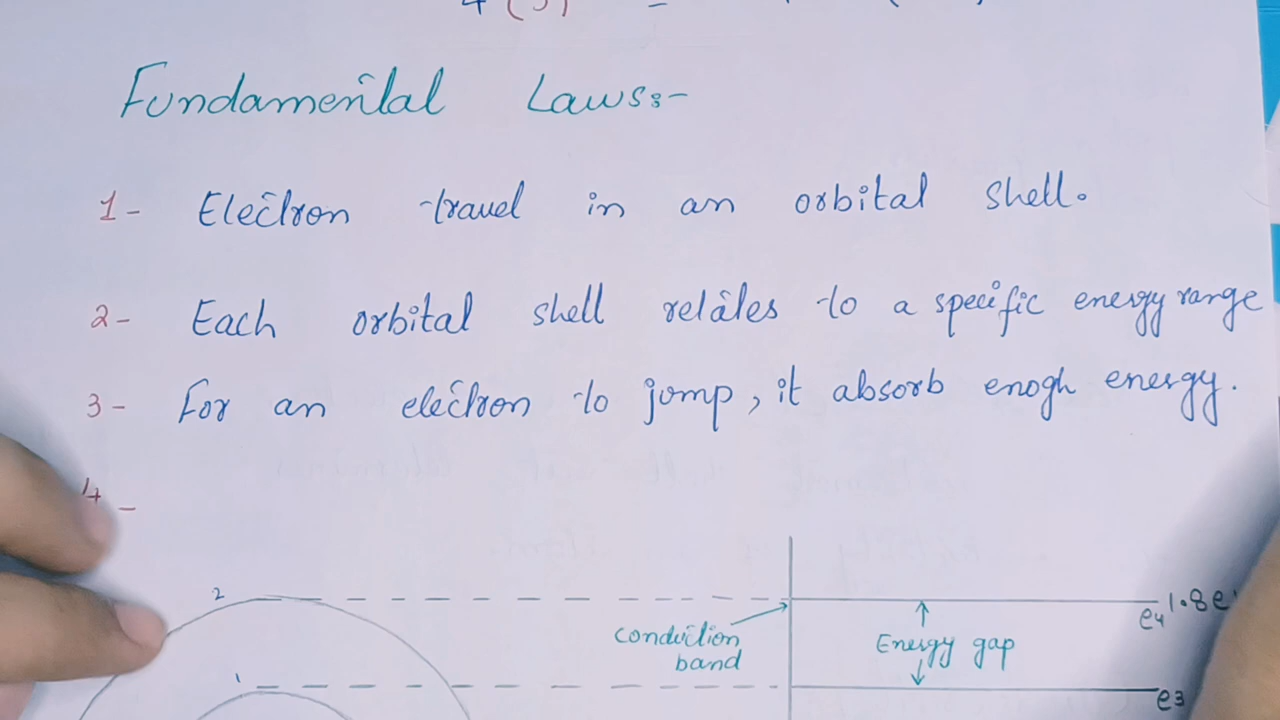 Fundamental Laws:-
1- Electron travel in an orbital shell.
2- Each orbital shell relates to a specific energy range
3- For an electron to jump, it absorb enogh energy.
4-
2
e4 1.8e
conduction
band
Energy gap
1
e3